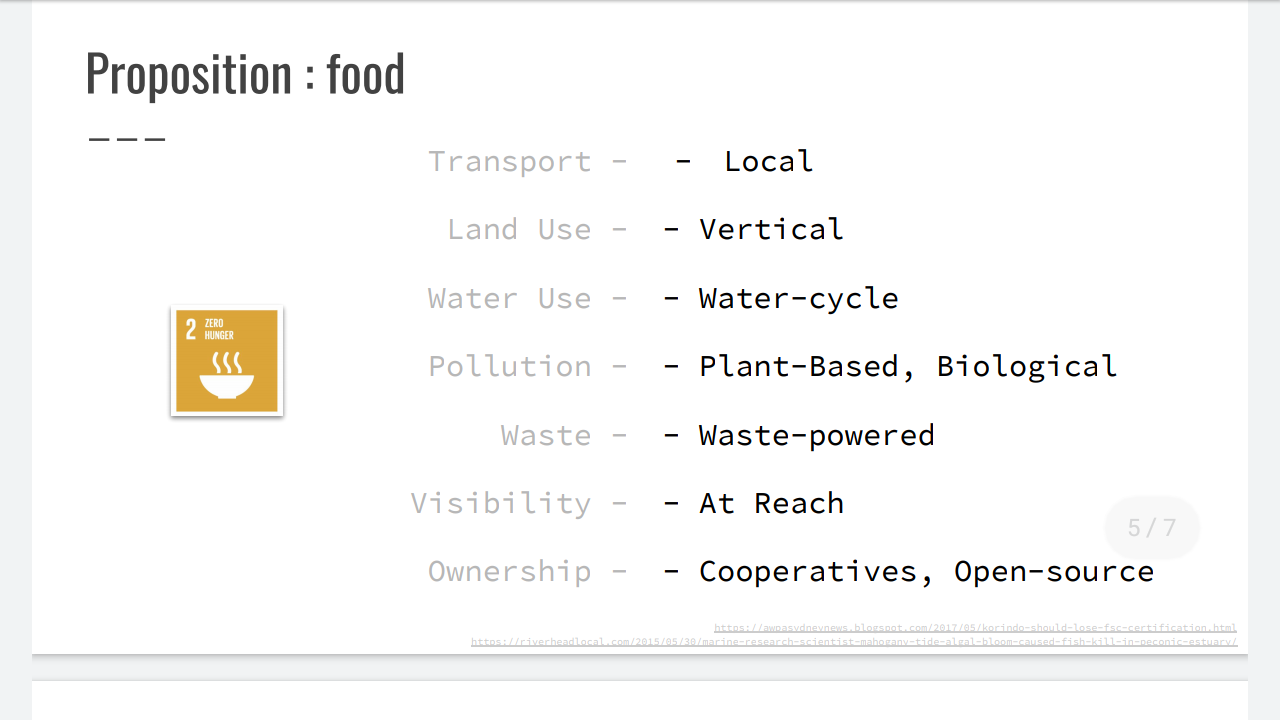 Proposition : food
Transport - - Local
Land Use - - Vertical
2 ZERO
HUNGER
Water Use - - Water-cycle
Pollution - - Plant-Based, Biological
Waste - - Waste-powered
Visibility - - At Reach
5 / 7
Ownership - - Cooperatives, Open-source
https://awpasydneynews.blogspot.com/2017/05/korindo-should-lose-fsc-certification.html
https://riverheadlocal.com/2015/05/30/marine-research-scientist-mahogany-tide-algal-bloom-caused-fish-kill-in-peconic-estuary/